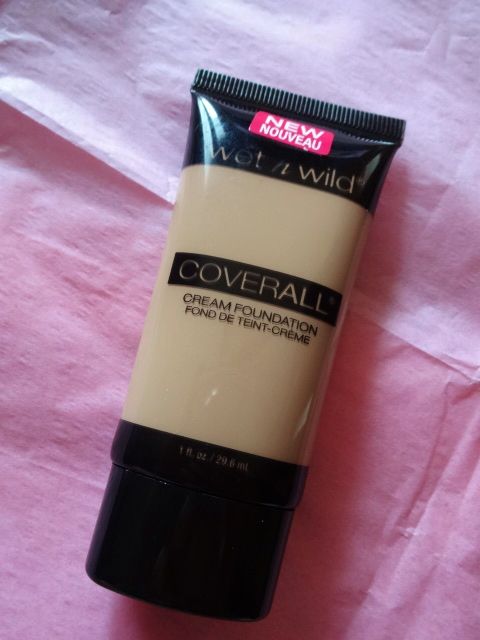 NEW
NOUVEAU
wet n wild®
COVERALL®
CREAM FOUNDATION
FOND DE TEINT-CRÈME
1 fl. oz. / 29.6 mL